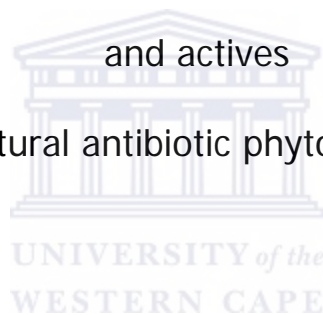 and actives
tural antibiotic phyto
UNIVERSITY of the
WESTERN CAPE